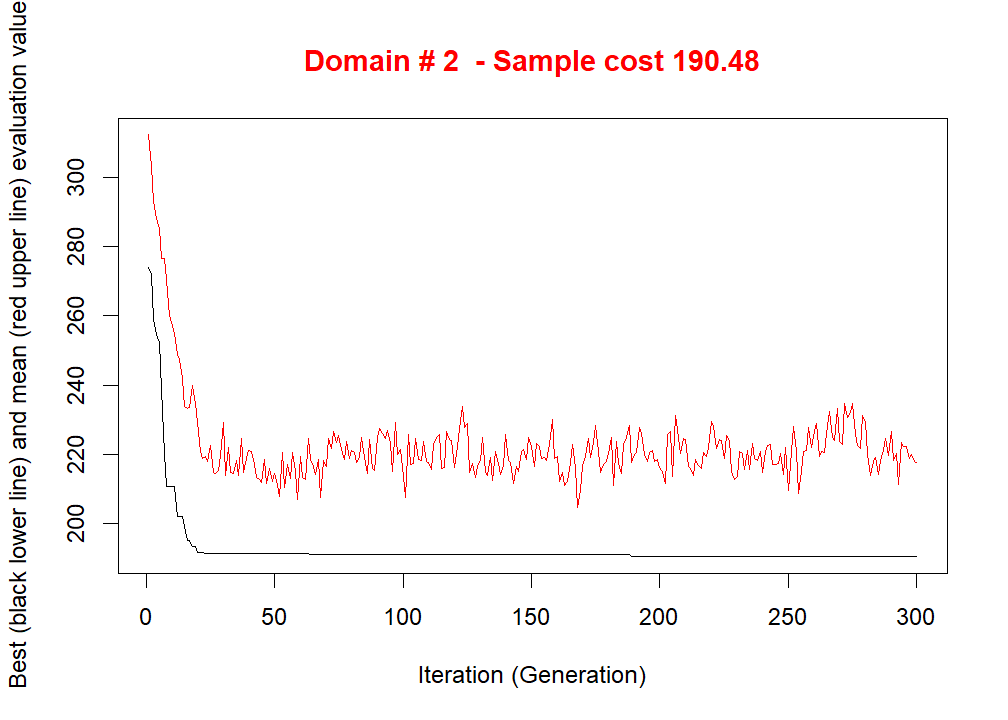 Domain # 2  - Sample cost 190.48
Best (black lower line) and mean (red upper line) evaluation value
300
280
260
240
220
200
0 50 100 150 200 250 300
Iteration (Generation)